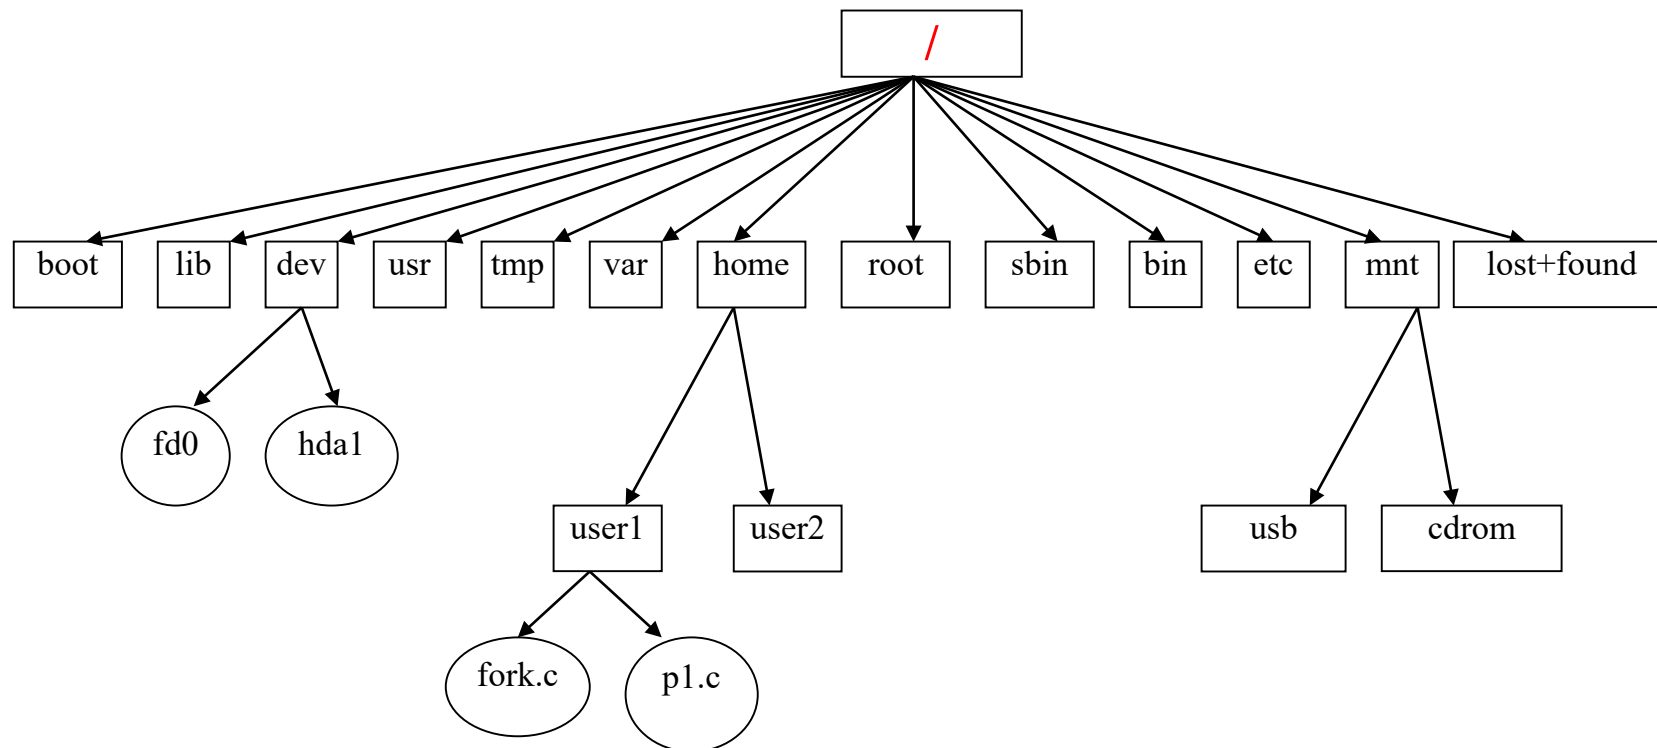 /
boot lib dev usr tmp var home root sbin bin etc mnt lost+found
fd0 hda1
user1 user2 usb cdrom
fork.c p1.c